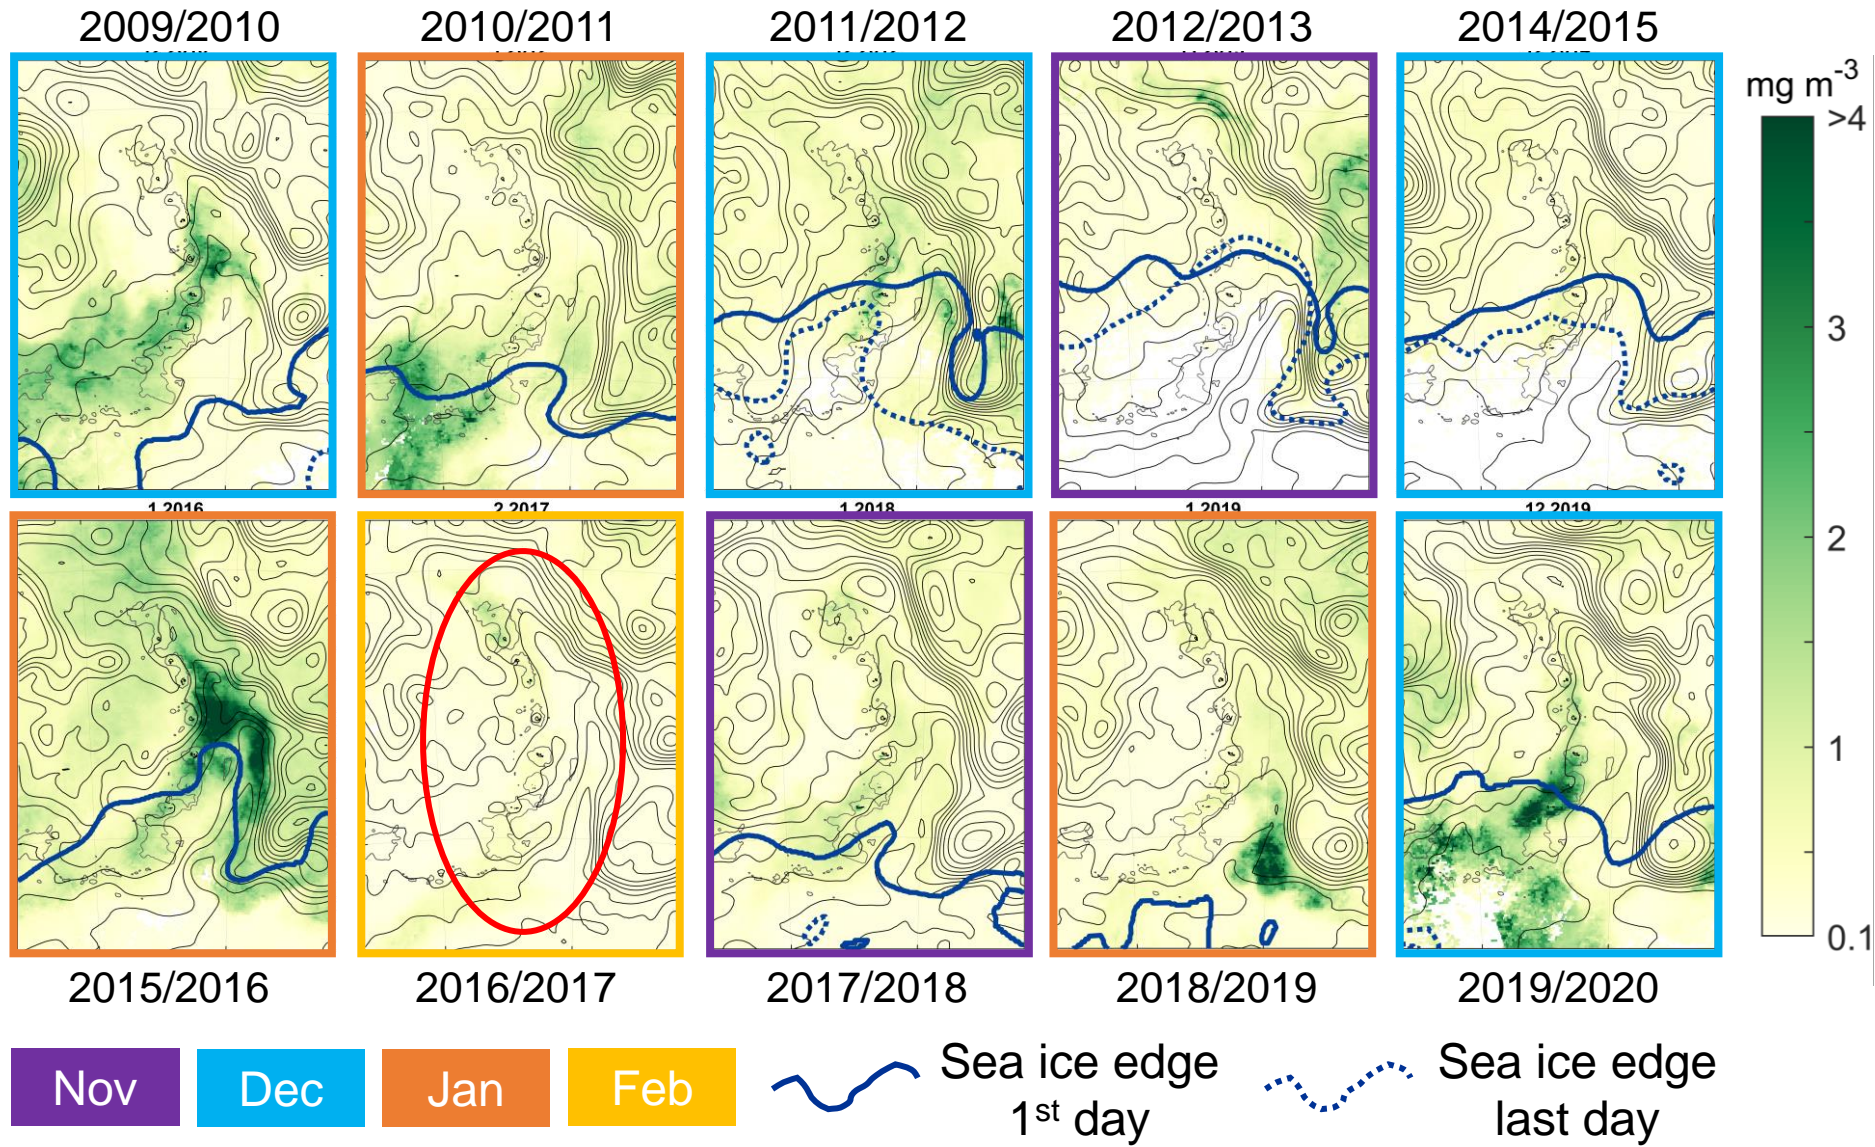 2009/2010 2010/2011 2011/2012 2012/2013 2014/2015
mg m-3
>4
3
2
1
0.1
1 2016 2 2017 1 2018 1 2019 12 2019
2015/2016 2016/2017 2017/2018 2018/2019 2019/2020
Nov Dec Jan Feb
Sea ice edge
1st day
Sea ice edge
last day